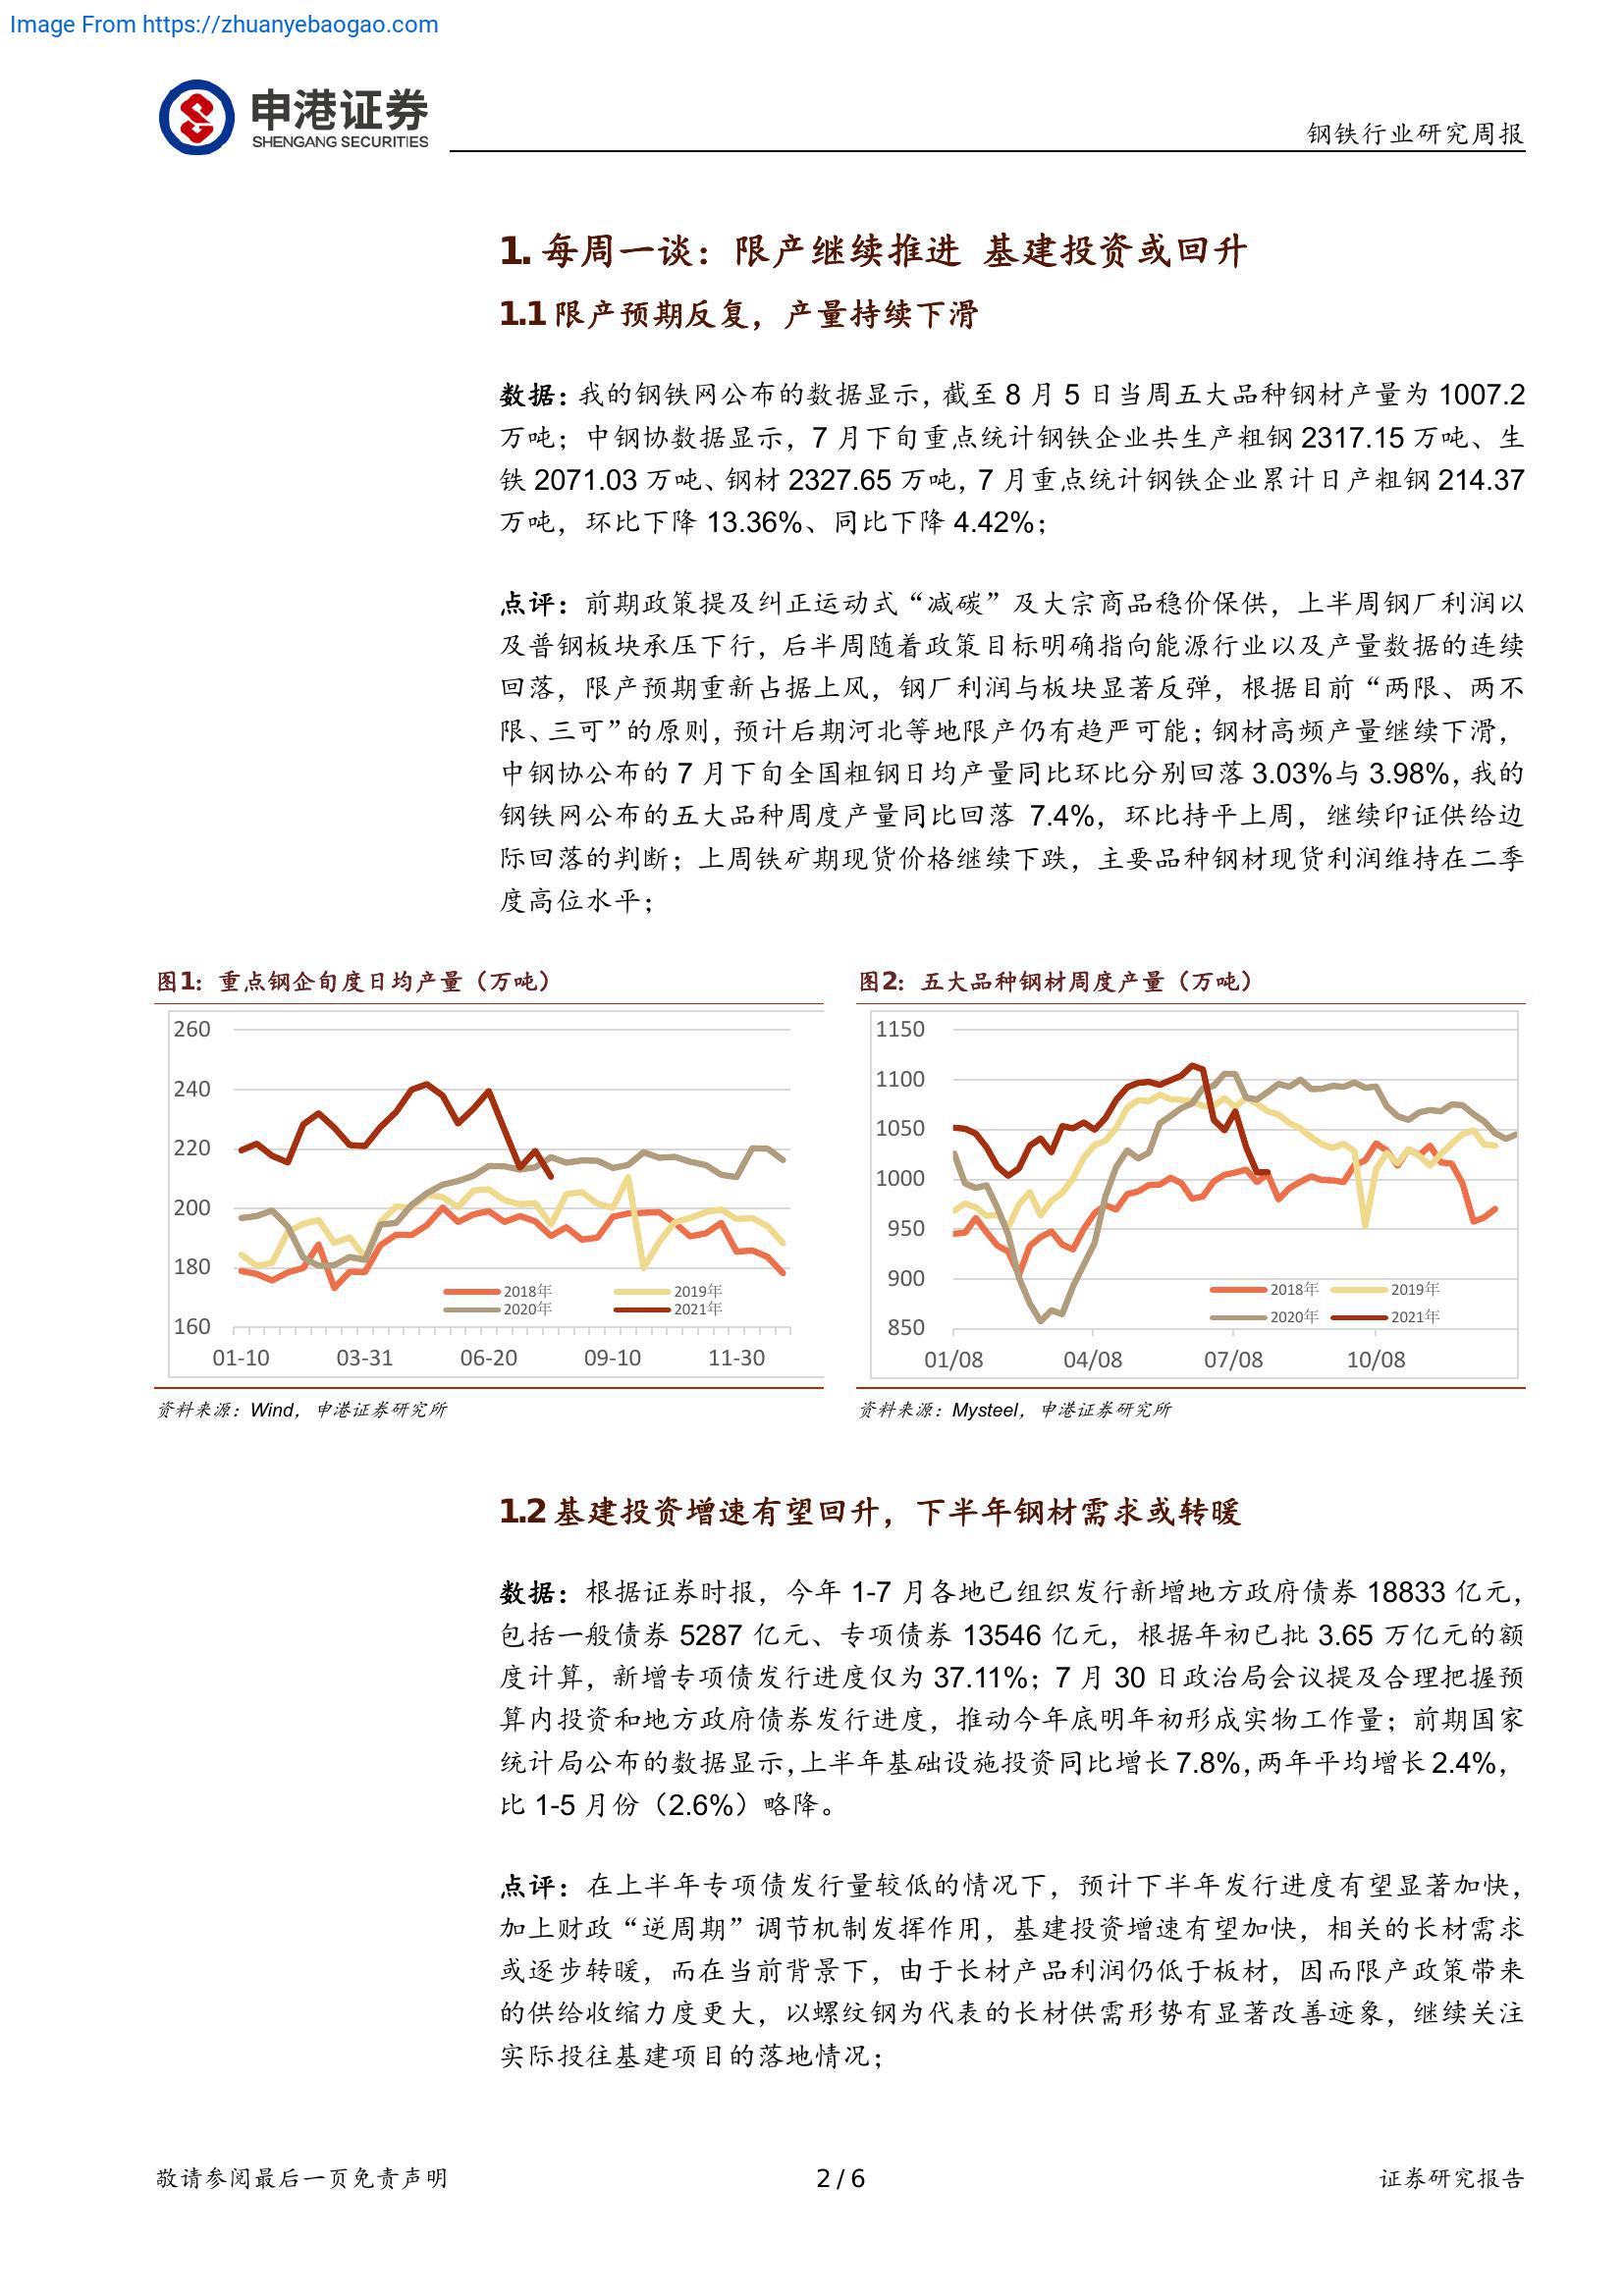 Image From https://zhuanyebaogao.com
申港证券
SHENGANG SECURITIES
钢铁行业研究周报
1. 每周一谈：限产继续推进 基建投资或回升
1.1 限产预期反复，产量持续下滑
数据：我的钢铁网公布的数据显示，截至 8 月 5 日当周五大品种钢材产量为 1007.2
万吨；中钢协数据显示，7 月下旬重点统计钢铁企业共生产粗钢 2317.15 万吨、生
铁 2071.03 万吨、钢材 2327.65 万吨，7 月重点统计钢铁企业累计日产粗钢 214.37
万吨，环比下降 13.36%、同比下降 4.42%；
点评：前期政策提及纠正运动式“减碳”及大宗商品稳价保供，上半周钢厂利润以
及普钢板块承压下行，后半周随着政策目标明确指向能源行业以及产量数据的连续
回落，限产预期重新占据上风，钢厂利润与板块显著反弹，根据目前“两限、两不
限、三可”的原则，预计后期河北等地限产仍有趋严可能；钢材高频产量继续下滑，
中钢协公布的 7 月下旬全国粗钢日均产量同比环比分别回落 3.03%与 3.98%，我的
钢铁网公布的五大品种周度产量同比回落 7.4%，环比持平上周，继续印证供给边
际回落的判断；上周铁矿期现货价格继续下跌，主要品种钢材现货利润维持在二季
度高位水平；
图1：重点钢企旬度日均产量（万吨）
260
240
220
200
180
160
01-10 03-31 06-20 09-10 11-30
2018年 2019年
2020年 2021年
资料来源：Wind，申港证券研究所
图2：五大品种钢材周度产量（万吨）
1150
1100
1050
1000
950
900
850
01/08 04/08 07/08 10/08
2018年 2019年
2020年 2021年
资料来源：Mysteel，申港证券研究所
1.2 基建投资增速有望回升，下半年钢材需求或转暖
数据：根据证券时报，今年 1-7 月各地已组织发行新增地方政府债券 18833 亿元，
包括一般债券 5287 亿元、专项债券 13546 亿元，根据年初已批 3.65 万亿元的额
度计算，新增专项债发行进度仅为 37.11%；7 月 30 日政治局会议提及合理把握预
算内投资和地方政府债券发行进度，推动今年底明年初形成实物工作量；前期国家
统计局公布的数据显示，上半年基础设施投资同比增长 7.8%，两年平均增长 2.4%，
比 1-5 月份（2.6%）略降。
点评：在上半年专项债发行量较低的情况下，预计下半年发行进度有望显著加快，
加上财政“逆周期”调节机制发挥作用，基建投资增速有望加快，相关的长材需求
或逐步转暖，而在当前背景下，由于长材产品利润仍低于板材，因而限产政策带来
的供给收缩力度更大，以螺纹钢为代表的长材供需形势有显著改善迹象，继续关注
实际投往基建项目的落地情况；
敬请参阅最后一页免责声明
2 / 6
证券研究报告